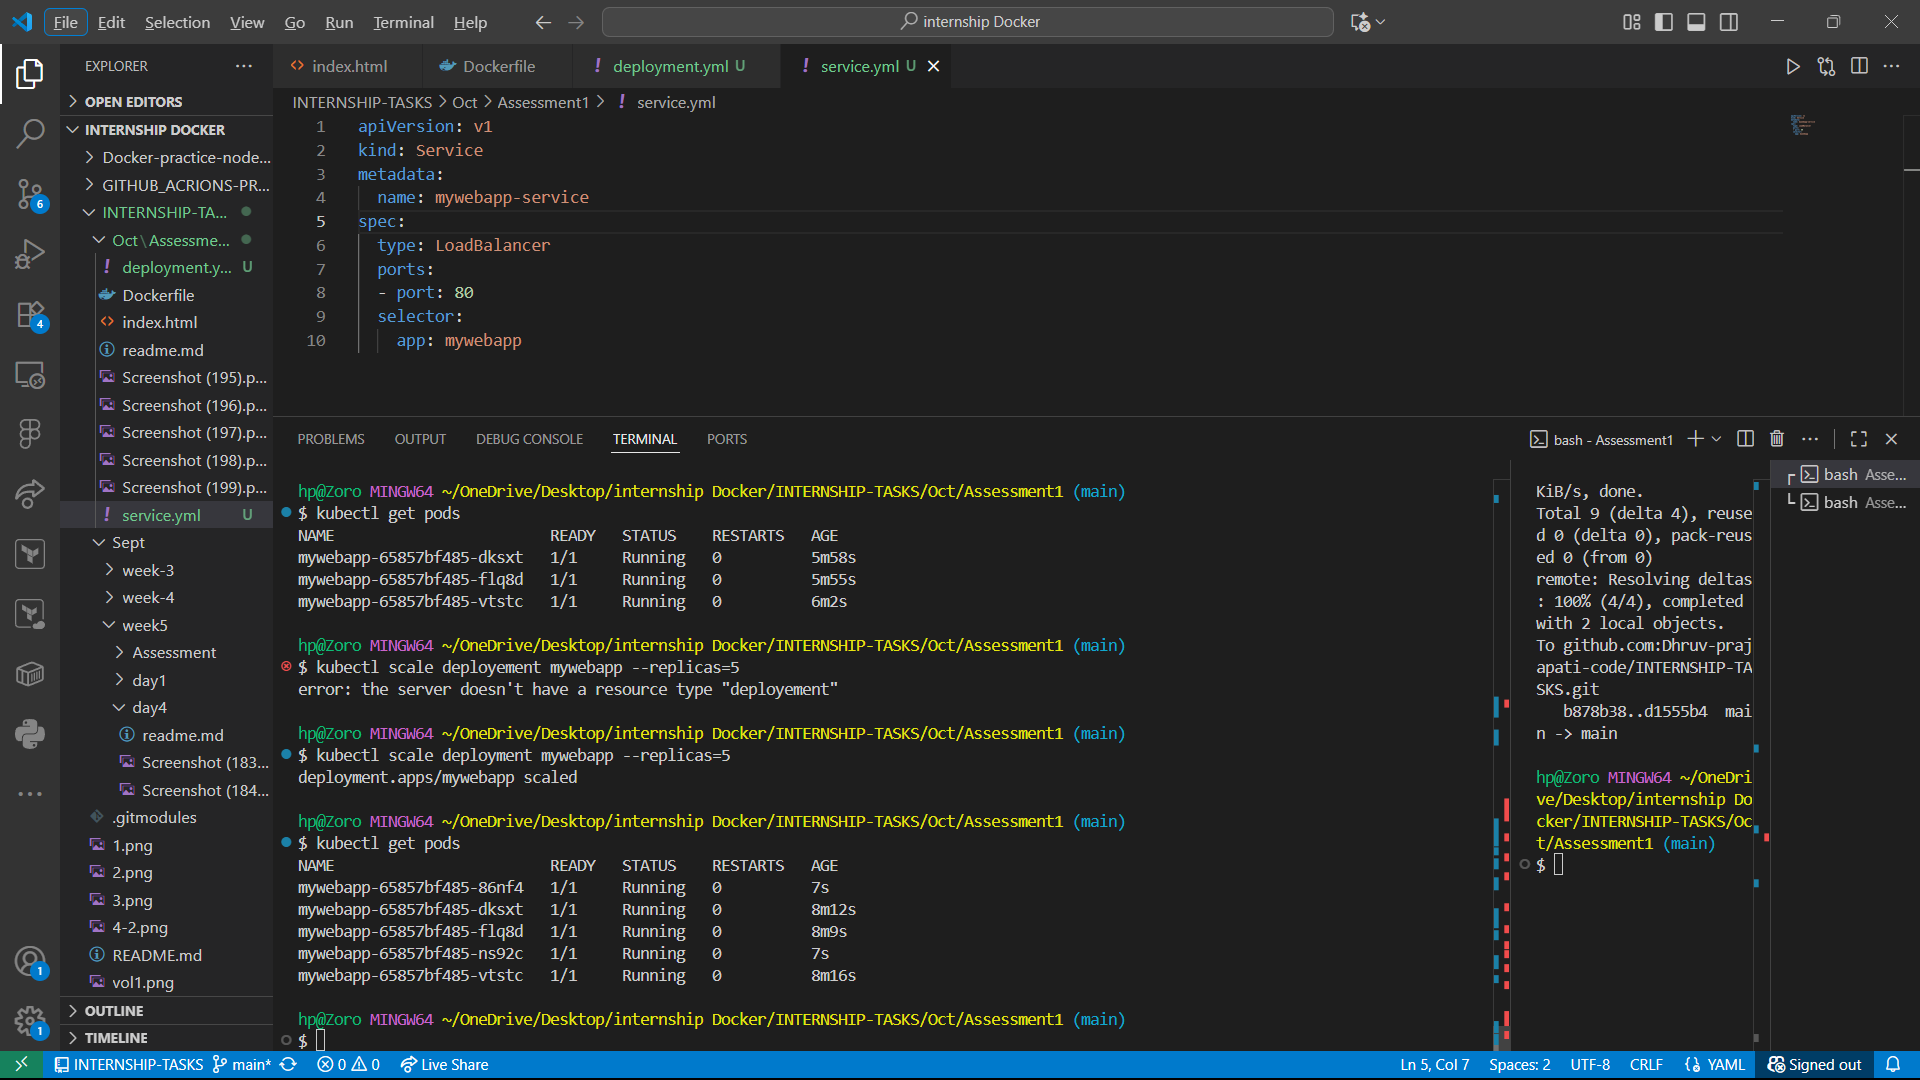 File Edit Selection View Go Run Terminal Help
internship Docker
EXPLORER
OPEN EDITORS
INTERNSHIP DOCKER
Docker-practice-node...
GITHUB_ACRIONS-PR...
INTERNSHIP-TA...
Oct\Assessme...
deployment.y... U
Dockerfile
index.html
readme.md
Screenshot (195).p...
Screenshot (196).p...
Screenshot (197).p...
Screenshot (198).p...
Screenshot (199).p...
service.yml U
Sept
week-3
week-4
week5
Assessment
day1
day4
readme.md
Screenshot (183...
Screenshot (184...
.gitmodules
1.png
2.png
3.png
4-2.png
README.md
vol1.png
OUTLINE
TIMELINE
6
4
1
1
index.html Dockerfile deployment.yml U service.yml U
INTERNSHIP-TASKS > Oct > Assessment1 > service.yml
1 apiVersion: v1
2 kind: Service
3 metadata:
4 name: mywebapp-service
5 spec:
6 type: LoadBalancer
7 ports:
8 - port: 80
9 selector:
10 app: mywebapp
PROBLEMS OUTPUT DEBUG CONSOLE TERMINAL PORTS
bash - Assessment1
hp@Zoro MINGW64 ~/OneDrive/Desktop/internship Docker/INTERNSHIP-TASKS/Oct/Assessment1 (main)
$ kubectl get pods
NAME READY STATUS RESTARTS AGE
mywebapp-65857bf485-dksxt 1/1 Running 0 5m58s
mywebapp-65857bf485-flq8d 1/1 Running 0 5m55s
mywebapp-65857bf485-vtstc 1/1 Running 0 6m2s
hp@Zoro MINGW64 ~/OneDrive/Desktop/internship Docker/INTERNSHIP-TASKS/Oct/Assessment1 (main)
$ kubectl scale deployement mywebapp --replicas=5
error: the server doesn't have a resource type "deployement"
hp@Zoro MINGW64 ~/OneDrive/Desktop/internship Docker/INTERNSHIP-TASKS/Oct/Assessment1 (main)
$ kubectl scale deployment mywebapp --replicas=5
deployment.apps/mywebapp scaled
hp@Zoro MINGW64 ~/OneDrive/Desktop/internship Docker/INTERNSHIP-TASKS/Oct/Assessment1 (main)
$ kubectl get pods
NAME READY STATUS RESTARTS AGE
mywebapp-65857bf485-86nf4 1/1 Running 0 7s
mywebapp-65857bf485-dksxt 1/1 Running 0 8m12s
mywebapp-65857bf485-flq8d 1/1 Running 0 8m9s
mywebapp-65857bf485-ns92c 1/1 Running 0 7s
mywebapp-65857bf485-vtstc 1/1 Running 0 8m16s
hp@Zoro MINGW64 ~/OneDrive/Desktop/internship Docker/INTERNSHIP-TASKS/Oct/Assessment1 (main)
$
KiB/s, done.
Total 9 (delta 4), reuse
d 0 (delta 0), pack-reus
ed 0 (from 0)
remote: Resolving deltas
: 100% (4/4), completed
with 2 local objects.
To github.com:Dhruv-praj
apati-code/INTERNSHIP-TA
SKS.git
b878b38..d1555b4 mai
n -> main
hp@Zoro MINGW64 ~/OneDri
ve/Desktop/internship Do
cker/INTERNSHIP-TASKS/Oc
t/Assessment1 (main)
$
bash Asse...
bash Asse...
INTERNSHIP-TASKS main* 0 0 Live Share
Ln 5, Col 7 Spaces: 2 UTF-8 CRLF {} YAML Signed out